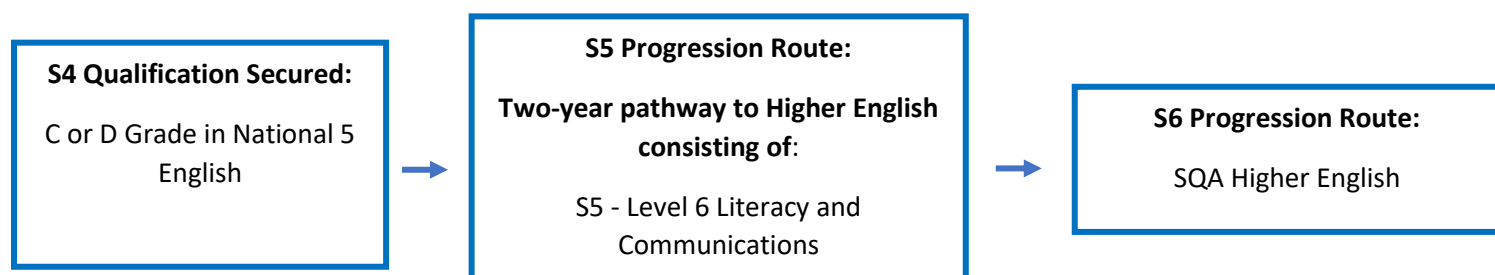 S4 Qualification Secured:
C or D Grade in National 5
English
S5 Progression Route:
Two-year pathway to Higher English
consisting of:
S5 - Level 6 Literacy and
Communications
S6 Progression Route:
SQA Higher English